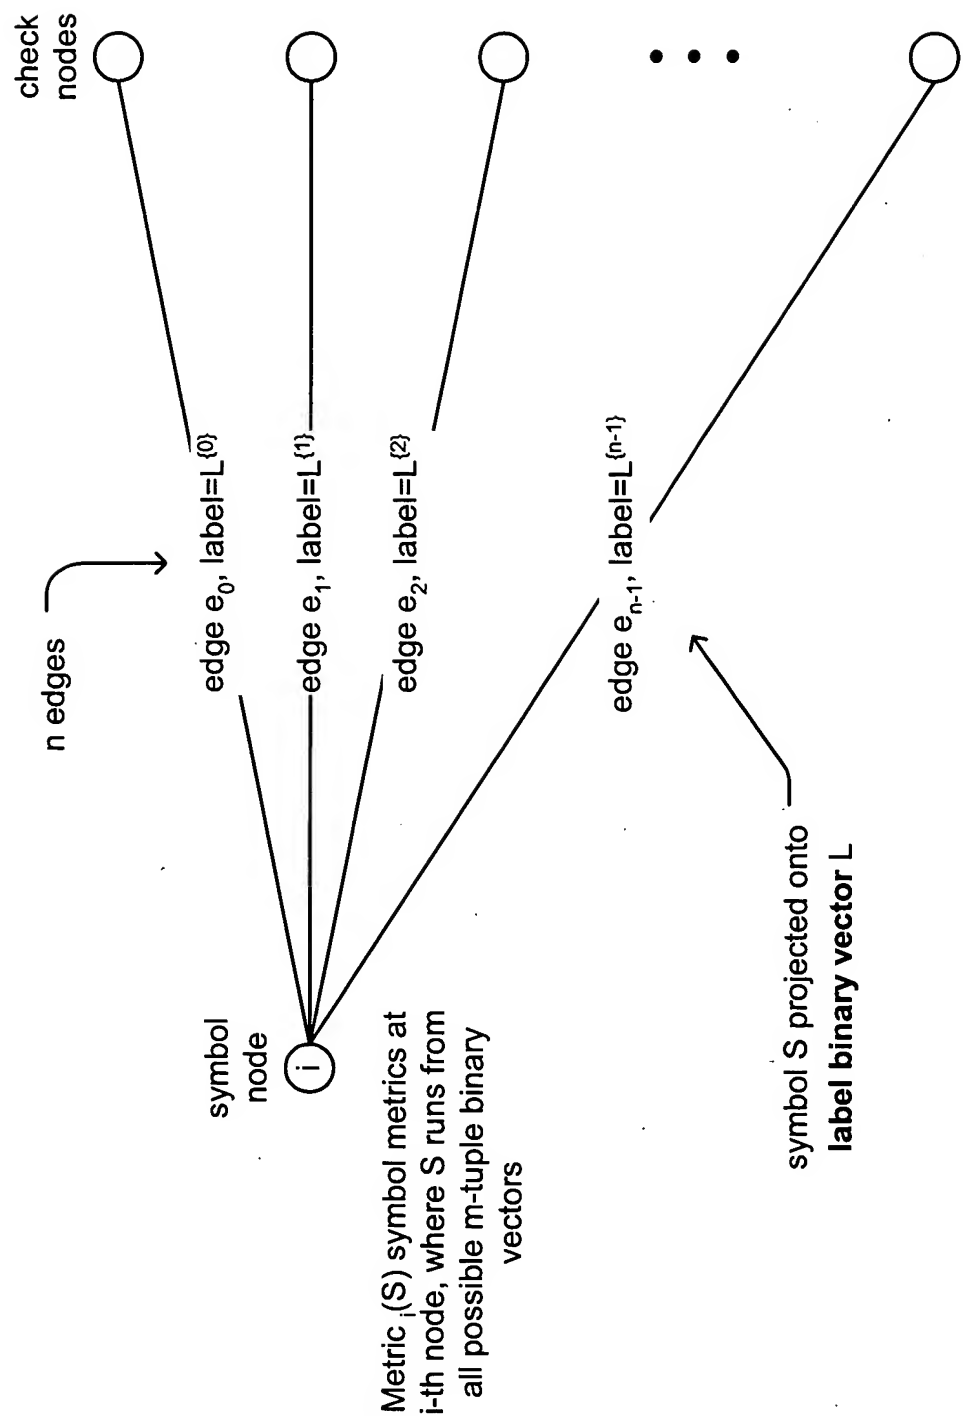 check
nodes
n edges
edge e₀, label=L^{0}
edge e₁, label=L^{1}
edge e₂, label=L^{2}
edge eₙ₋₁, label=L^{n-1}
symbol
node
i
Metric ᵢ(S) symbol metrics at
i-th node, where S runs from
all possible m-tuple binary
vectors
symbol S projected onto
label binary vector L